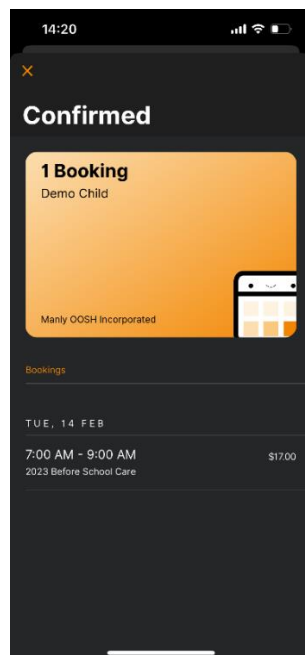 14:20
Confirmed
1 Booking
Demo Child
Manly OOSH Incorporated
Bookings
TUE, 14 FEB
7:00 AM - 9:00 AM $17.00
2023 Before School Care